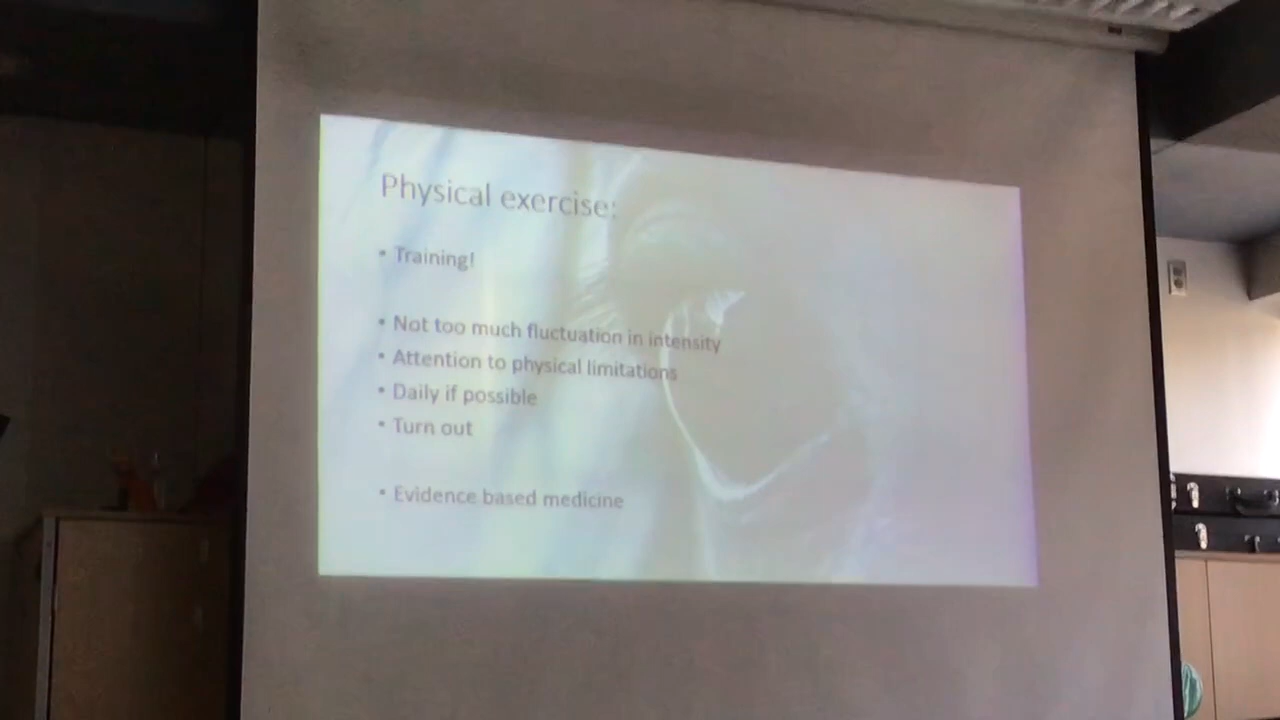 Physical exercise:
• Training!
• Not too much fluctuation in intensity
• Attention to physical limitations
• Daily if possible
• Turn out
• Evidence based medicine